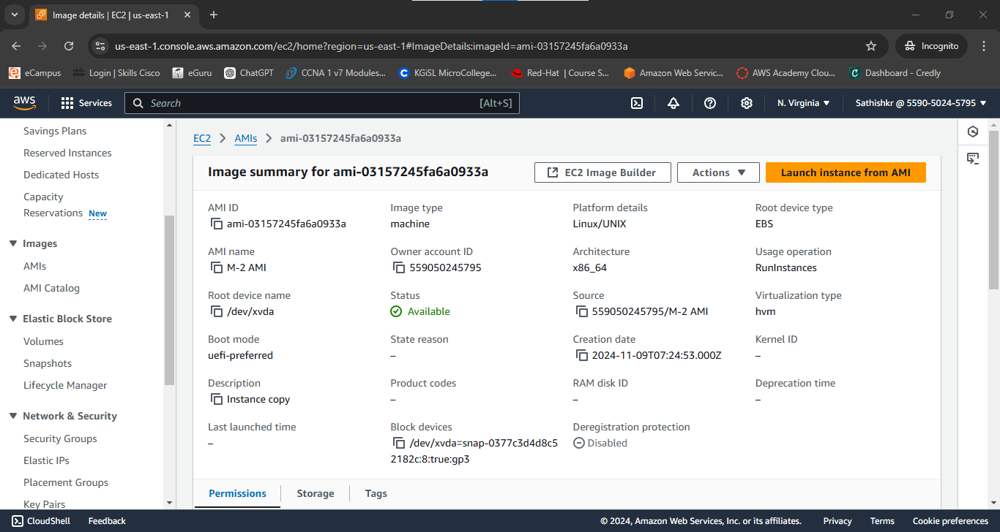 Image details | EC2 | us-east-1
us-east-1.console.aws.amazon.com/ec2/home?region=us-east-1#ImageDetails:imageId=ami-03157245fa6a0933a
Incognito
eCampus
Login | Skills Cisco
eGuru
ChatGPT
CCNA 1 v7 Modules...
KGiSL MicroCollege...
Red-Hat | Course S...
Amazon Web Servic...
AWS Academy Clou...
Dashboard - Credly
aws
Services
Search
[Alt+S]
N. Virginia
Sathishkr @ 5590-5024-5795
Savings Plans
Reserved Instances
Dedicated Hosts
Capacity
Reservations New
Images
AMIs
AMI Catalog
Elastic Block Store
Volumes
Snapshots
Lifecycle Manager
Network & Security
Security Groups
Elastic IPs
Placement Groups
Key Pairs
EC2 > AMIs > ami-03157245fa6a0933a
Image summary for ami-03157245fa6a0933a
EC2 Image Builder
Actions
Launch instance from AMI
AMI ID
ami-03157245fa6a0933a
Image type
machine
Platform details
Linux/UNIX
Root device type
EBS
AMI name
M-2 AMI
Owner account ID
559050245795
Architecture
x86_64
Usage operation
RunInstances
Root device name
/dev/xvda
Status
Available
Source
559050245795/M-2 AMI
Virtualization type
hvm
Boot mode
uefi-preferred
State reason
–
Creation date
2024-11-09T07:24:53.000Z
Kernel ID
–
Description
Instance copy
Product codes
–
RAM disk ID
–
Deprecation time
–
Last launched time
–
Block devices
/dev/xvda=snap-0377c3d4d8c5
2182c:8:true:gp3
Deregistration protection
Disabled
Permissions
Storage
Tags
CloudShell
Feedback
© 2024, Amazon Web Services, Inc. or its affiliates.
Privacy
Terms
Cookie preferences